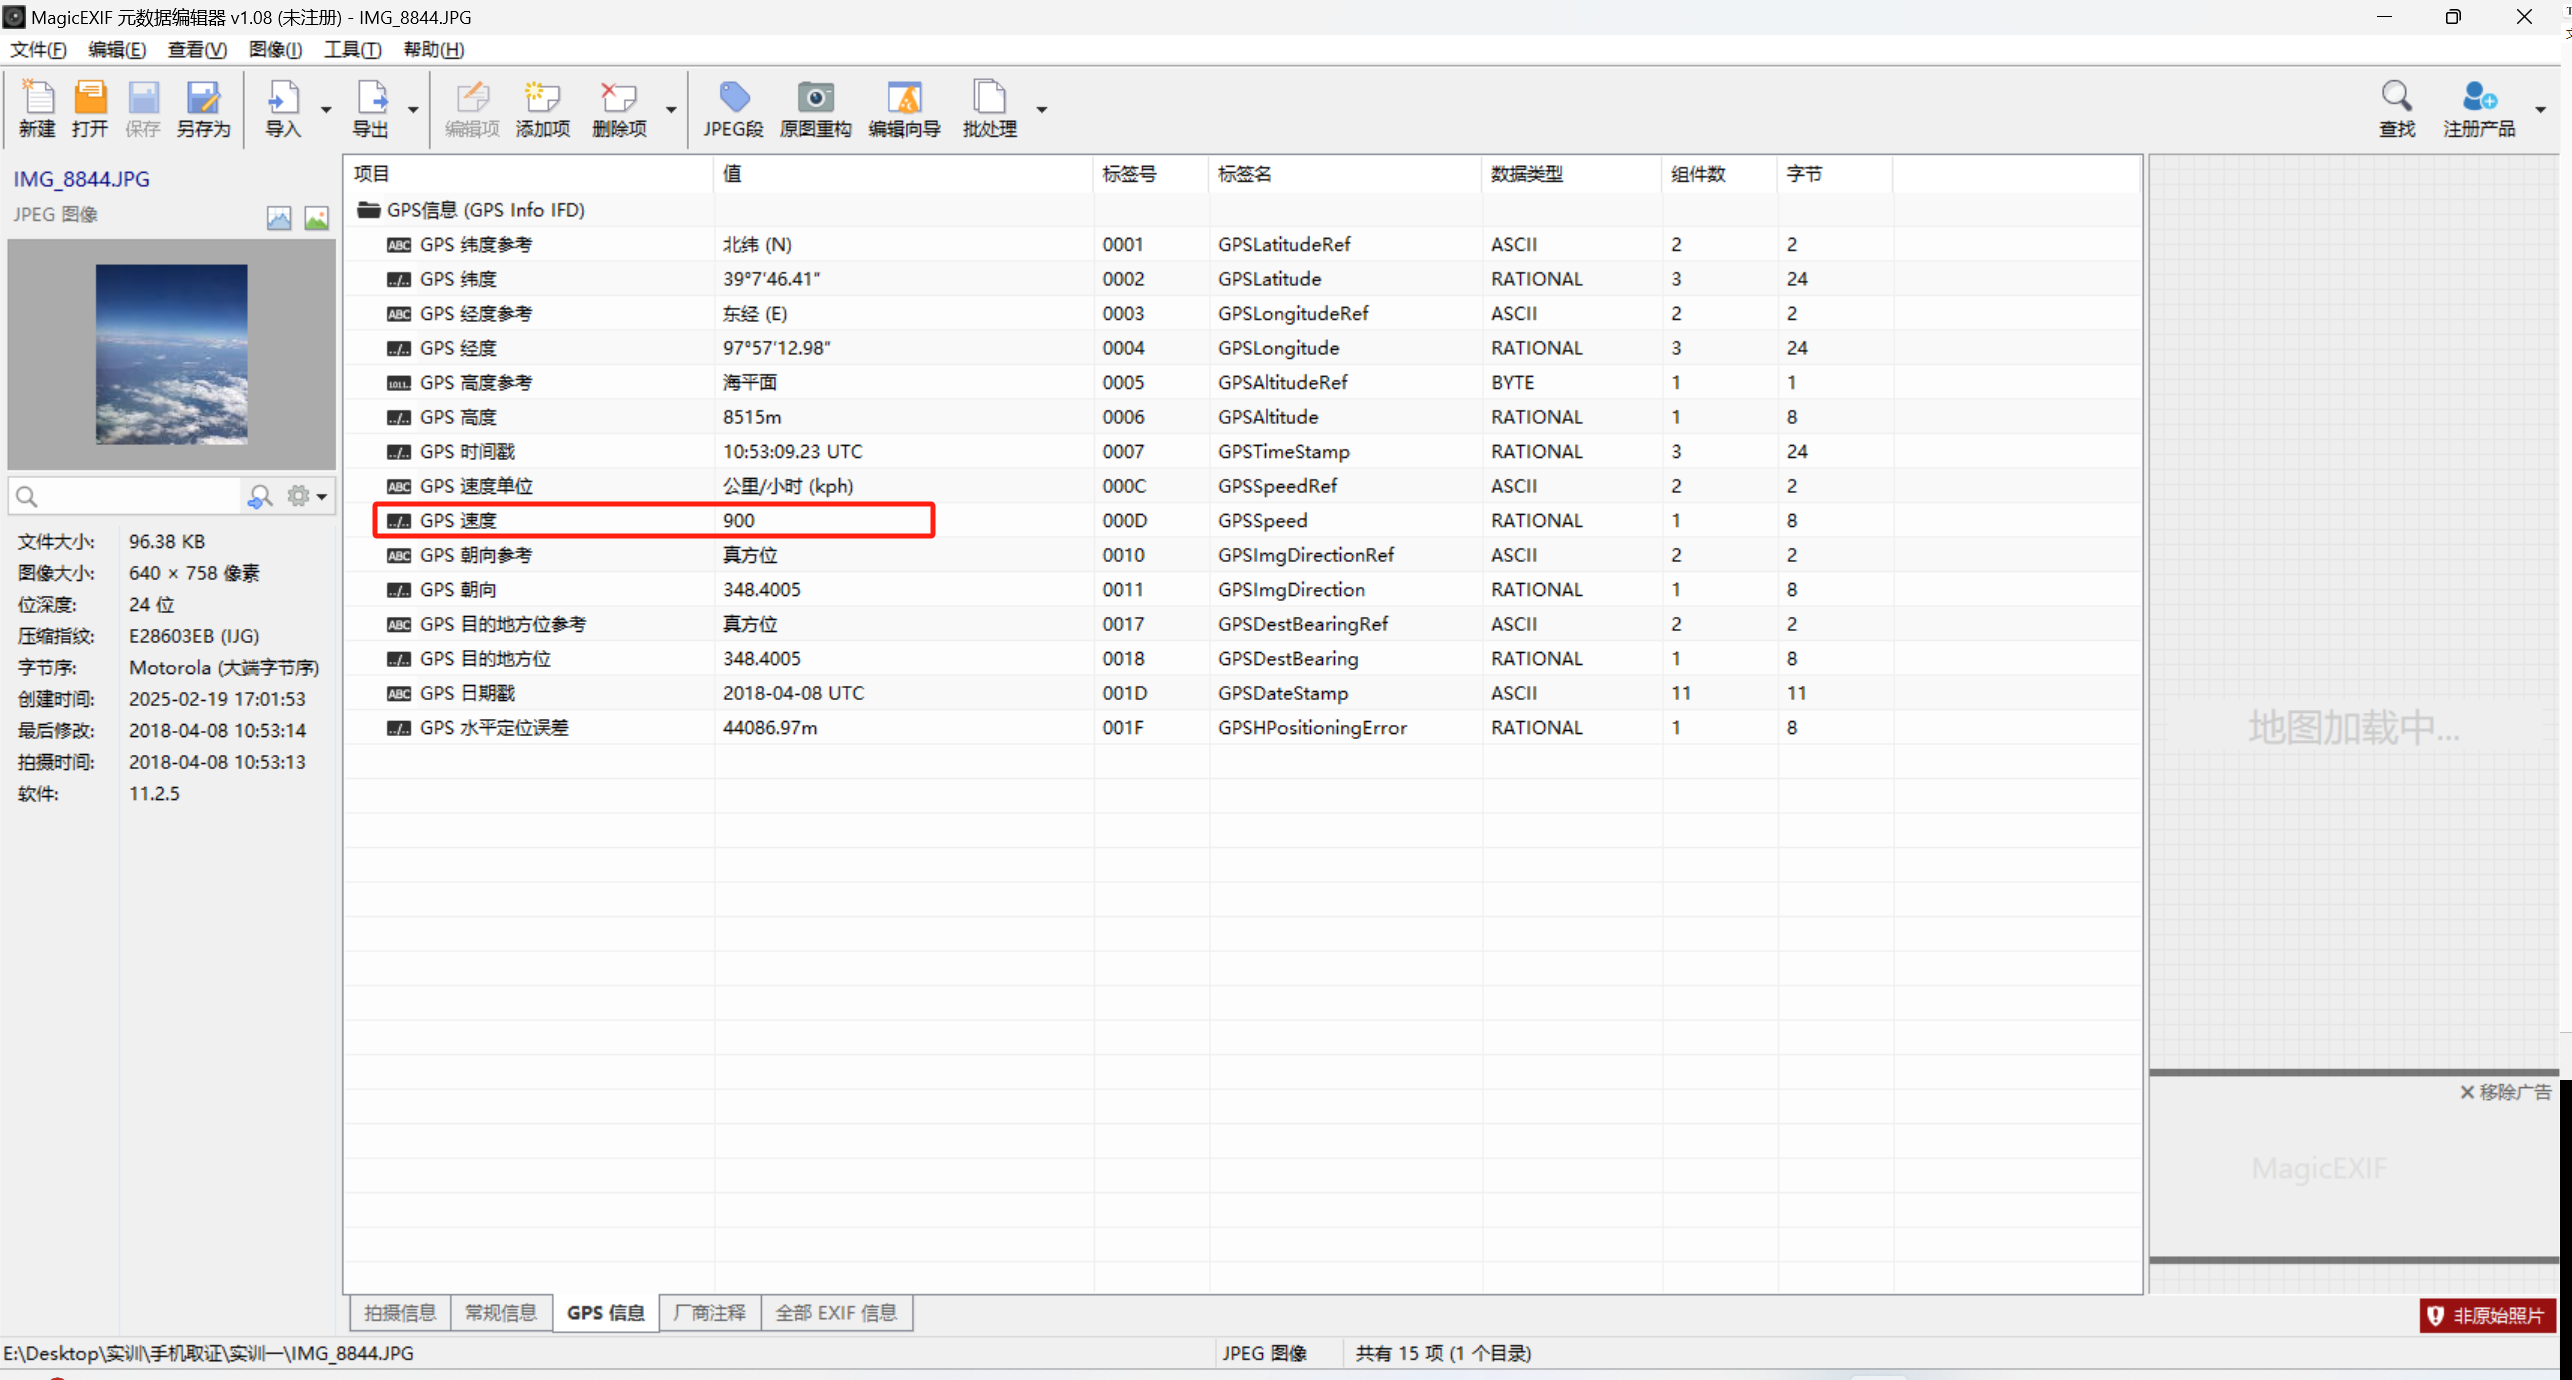 MagicEXIF 元数据编辑器 v1.08 (未注册) - IMG_8844.JPG
文件(F) 编辑(E) 查看(V) 图像(I) 工具(T) 帮助(H)
新建 打开 保存 另存为 导入 导出 编辑项 添加项 删除项 JPEG段 原图重构 编辑向导 批处理 查找 注册产品
IMG_8844.JPG
JPEG 图像
文件大小: 96.38 KB
图像大小: 640 × 758 像素
位深度: 24 位
压缩指纹: E28603EB (IJG)
字节序: Motorola (大端字节序)
创建时间: 2025-02-19 17:01:53
最后修改: 2018-04-08 10:53:14
拍摄时间: 2018-04-08 10:53:13
软件: 11.2.5
项目 值 标签号 标签名 数据类型 组件数 字节
GPS信息 (GPS Info IFD)
ABC GPS 纬度参考 北纬 (N) 0001 GPSLatitudeRef ASCII 2 2
../.. GPS 纬度 39°7'46.41" 0002 GPSLatitude RATIONAL 3 24
ABC GPS 经度参考 东经 (E) 0003 GPSLongitudeRef ASCII 2 2
../.. GPS 经度 97°57'12.98" 0004 GPSLongitude RATIONAL 3 24
1011.. GPS 高度参考 海平面 0005 GPSAltitudeRef BYTE 1 1
../.. GPS 高度 8515m 0006 GPSAltitude RATIONAL 1 8
../.. GPS 时间戳 10:53:09.23 UTC 0007 GPSTimeStamp RATIONAL 3 24
ABC GPS 速度单位 公里/小时 (kph) 000C GPSSpeedRef ASCII 2 2
../.. GPS 速度 900 000D GPSSpeed RATIONAL 1 8
ABC GPS 朝向参考 真方位 0010 GPSImgDirectionRef ASCII 2 2
../.. GPS 朝向 348.4005 0011 GPSImgDirection RATIONAL 1 8
ABC GPS 目的地方位参考 真方位 0017 GPSDestBearingRef ASCII 2 2
../.. GPS 目的地方位 348.4005 0018 GPSDestBearing RATIONAL 1 8
ABC GPS 日期戳 2018-04-08 UTC 001D GPSDateStamp ASCII 11 11
../.. GPS 水平定位误差 44086.97m 001F GPSHPositioningError RATIONAL 1 8
地图加载中...
移除广告
MagicEXIF
拍摄信息 常规信息 GPS 信息 厂商注释 全部 EXIF 信息
非原始照片
E:\Desktop\实训\手机取证\实训一\IMG_8844.JPG JPEG 图像 共有 15 项 (1 个目录)